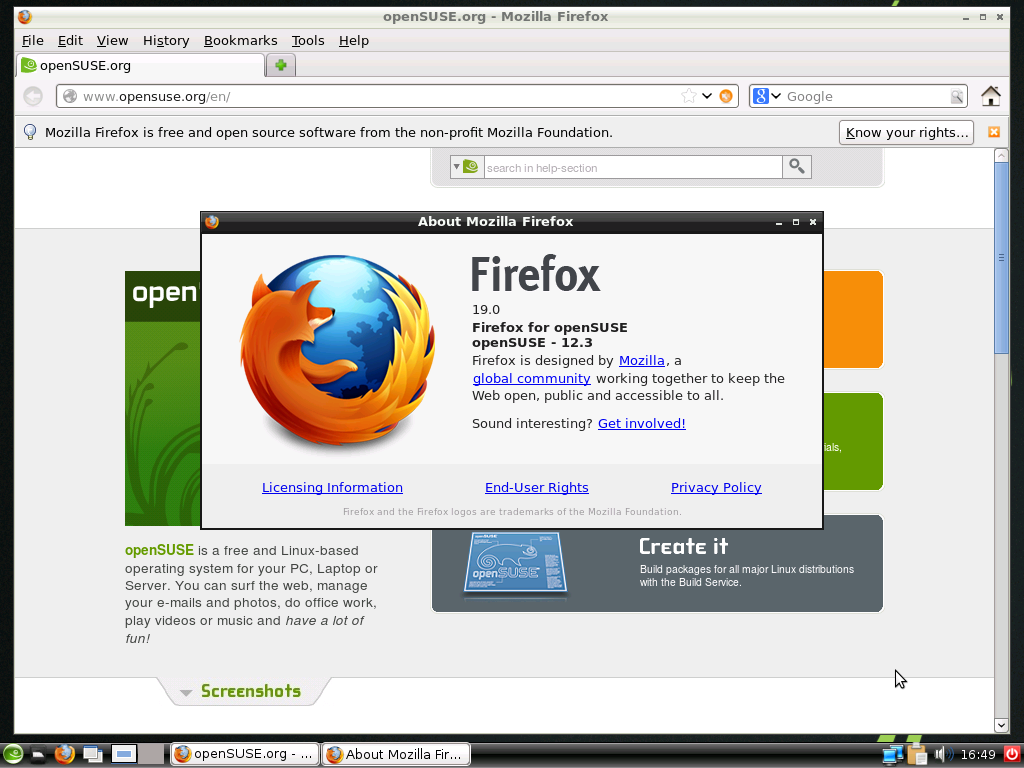 openSUSE.org - Mozilla Firefox
File Edit View History Bookmarks Tools Help
openSUSE.org
www.opensuse.org/en/
Google
Mozilla Firefox is free and open source software from the non-profit Mozilla Foundation.
Know your rights...
search in help-section
About Mozilla Firefox
open
Firefox
19.0
Firefox for openSUSE
openSUSE - 12.3
Firefox is designed by Mozilla, a
global community working together to keep the
Web open, public and accessible to all.
Sound interesting? Get involved!
Licensing Information End-User Rights Privacy Policy
Firefox and the Firefox logos are trademarks of the Mozilla Foundation.
openSUSE
Create it
Build packages for all major Linux distributions
with the Build Service.
openSUSE is a free and Linux-based
operating system for your PC, Laptop or
Server. You can surf the web, manage
your e-mails and photos, do office work,
play videos or music and have a lot of
fun!
Screenshots
openSUSE.org - ...
About Mozilla Fir...
16:49